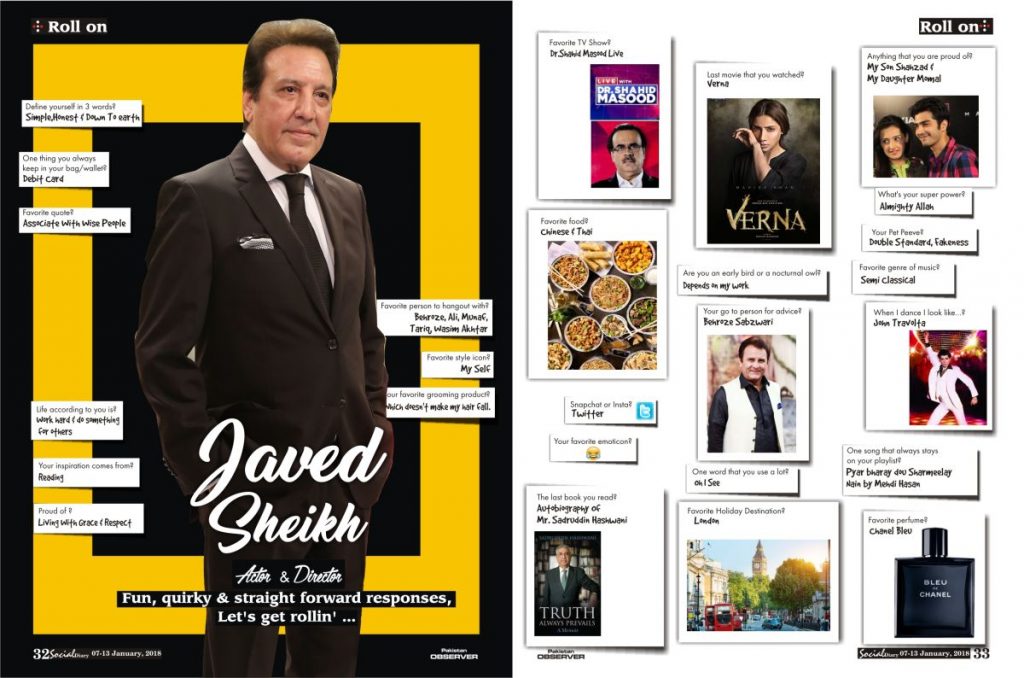 Roll on
Define yourself in 3 words?
Simple,Honest & Down To earth
One thing you always
keep in your bag/wallet?
Debit Card
Favorite quote?
Associate With Wise People
Favorite person to hangout with?
Behroze, Ali, Munaf,
Tariq, Wasim Akhtar
Favorite style icon?
My Self
our favorite grooming product?
which doesn't make my hair fall.
Life according to you is?
Work hard & do something
for others
Your inspiration comes from?
Reading
Proud of ?
Living With Grace & Respect
Javed
Sheikh
Actor & Director
Fun, quirky & straight forward responses,
Let's get rollin' ...
32 Social Diary 07-13 January, 2018
Pakistan
OBSERVER
Roll on
Favorite TV Show?
Dr.Shahid Masood Live
LIVE WITH
DR. SHAHID
MASOOD
Last movie that you watched?
Verna
VERNA
Anything that you are proud of?
My Son Shahzad &
My Daughter Momal
What's your super power?
Almighty Allah
Your Pet Peeve?
Double Standard, Fakeness
Favorite food?
Chinese & Thai
Are you an early bird or a nocturnal owl?
Depends on my work
Favorite genre of music?
Semi Classical
Your go to person for advice?
Behroze Sabzwari
When I dance I look like...?
John Travolta
Snapchat or Insta?
Twitter
Your favorite emoticon?
One word that you use a lot?
Oh I See
One song that always stays
on your playlist?
Pyar bharay dou Sharmeelay
Nain by Mehdi Hasan
The last book you read?
Autobiography of
Mr. Sadruddin Hashwani
SADRUDDIN HASHWANI
TRUTH
ALWAYS PREVAILS
A Memoir
Favorite Holiday Destination?
London
Favorite perfume?
Chanel Bleu
BLEU
DE
CHANEL
Pakistan
OBSERVER
Social Diary 07-13 January, 2018 33